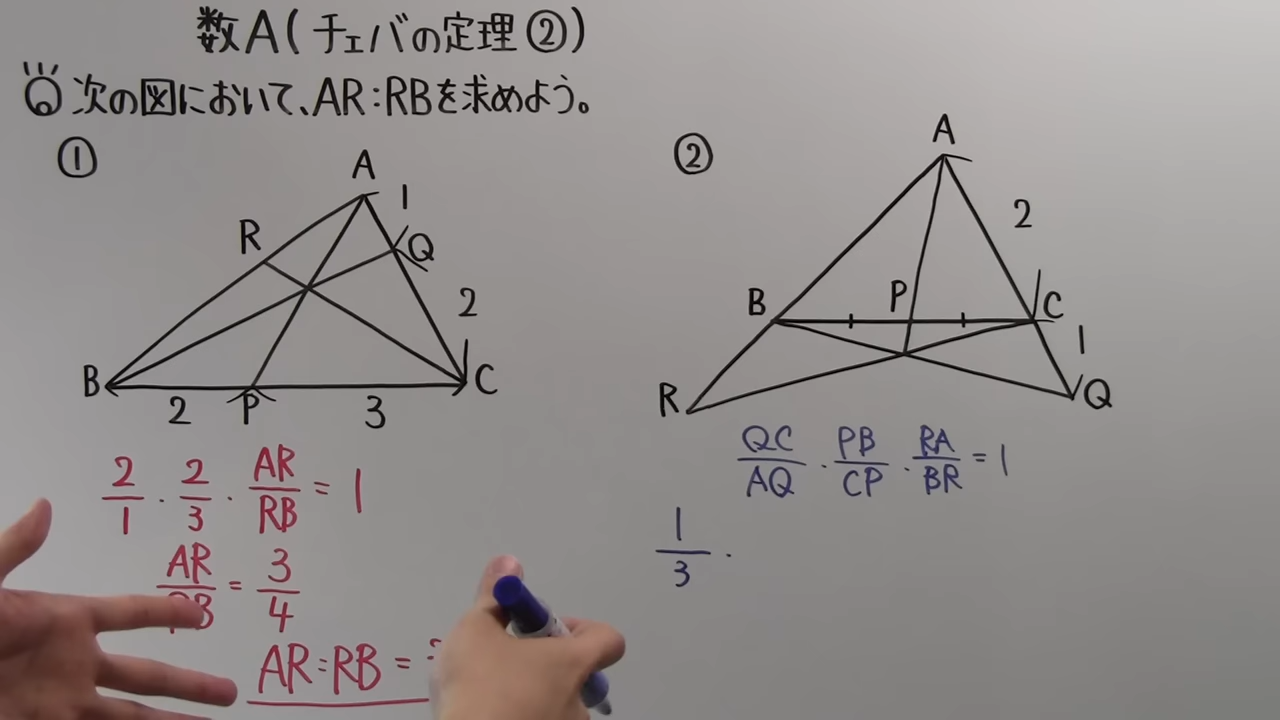 数A(チェバの定理②)
次の図において、AR:RBを求めよう。
①
A
1
R
Q
2
B
2
P
3
C
2/1 · 2/3 · AR/RB = 1
AR/RB = 3/4
AR:RB =
②
A
2
B
P
C
1
R
Q
QC/AQ · PB/CP · RA/BR = 1
1/3 ·